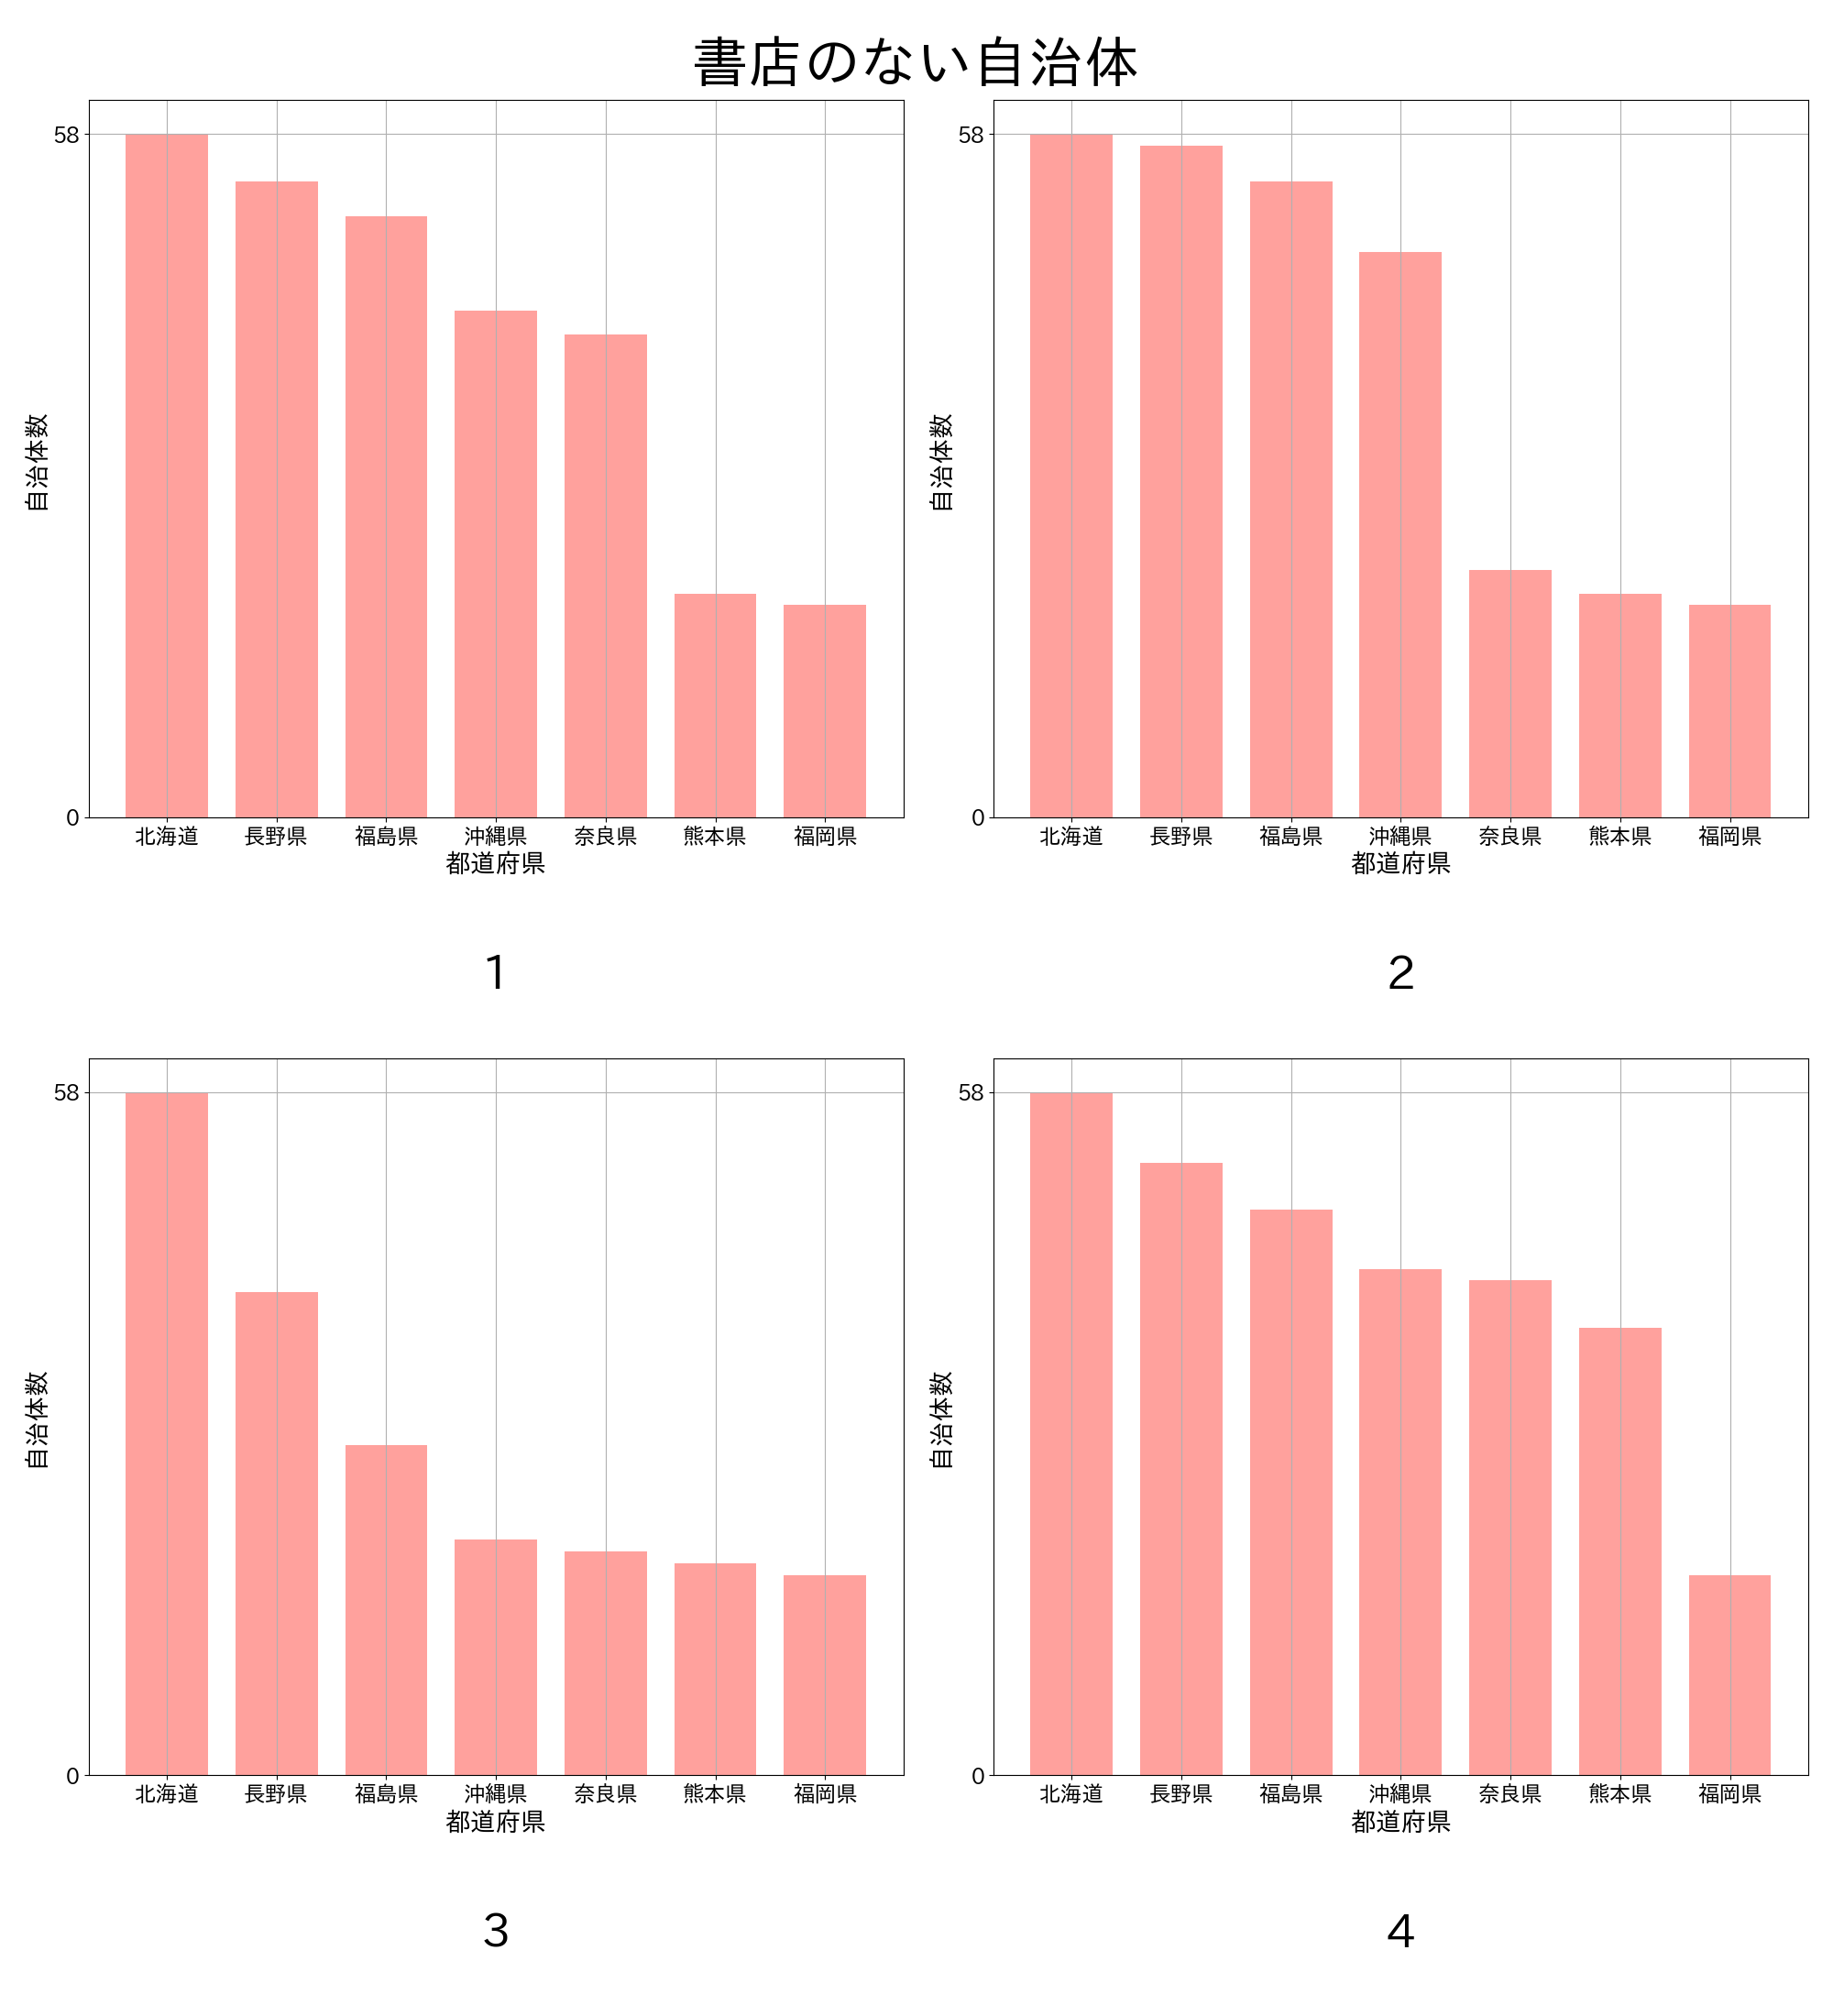 書店のない自治体
58
0
自治体数
北海道 長野県 福島県 沖縄県 奈良県 熊本県 福岡県
都道府県
1
58
0
自治体数
北海道 長野県 福島県 沖縄県 奈良県 熊本県 福岡県
都道府県
2
58
0
自治体数
北海道 長野県 福島県 沖縄県 奈良県 熊本県 福岡県
都道府県
3
58
0
自治体数
北海道 長野県 福島県 沖縄県 奈良県 熊本県 福岡県
都道府県
4